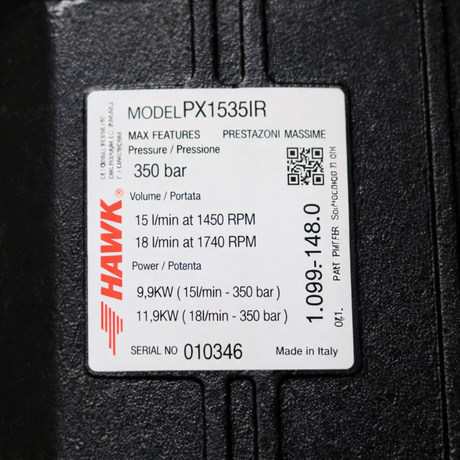 MODEL PX1535IR
MAX FEATURES PRESTAZONI MASSIME
Pressure / Pressione
350 bar
Volume / Portata
15 l/min at 1450 RPM
18 l/min at 1740 RPM
Power / Potenta
9,9KW ( 15l/min - 350 bar )
11,9KW ( 18l/min - 350 bar )
SERIAL NO 010346
Made in Italy
HAWK®
1.099.-148.0